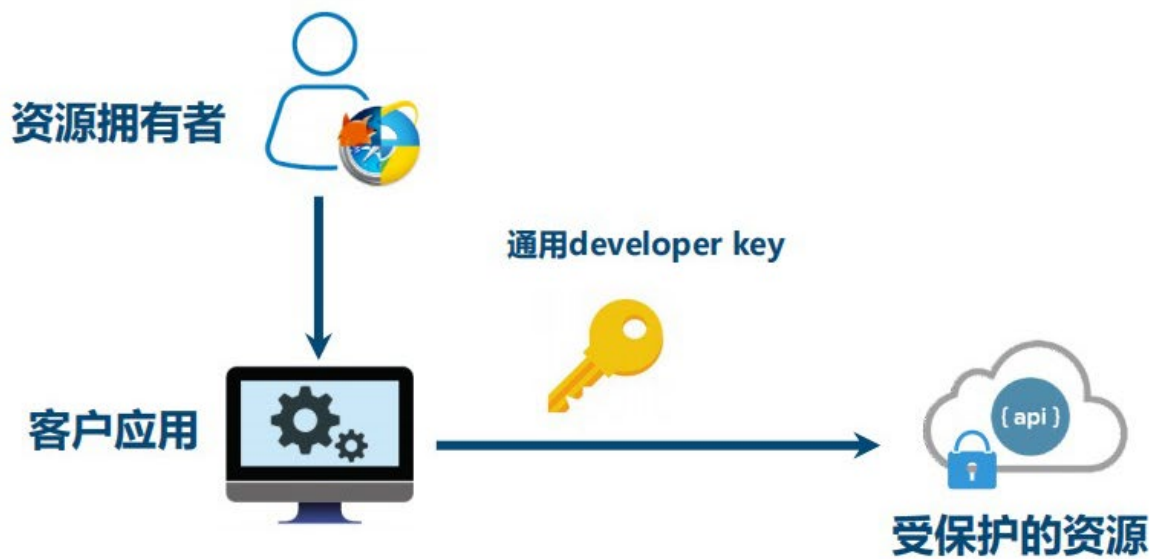 资源拥有者
通用developer key
客户应用
{ api }
受保护的资源